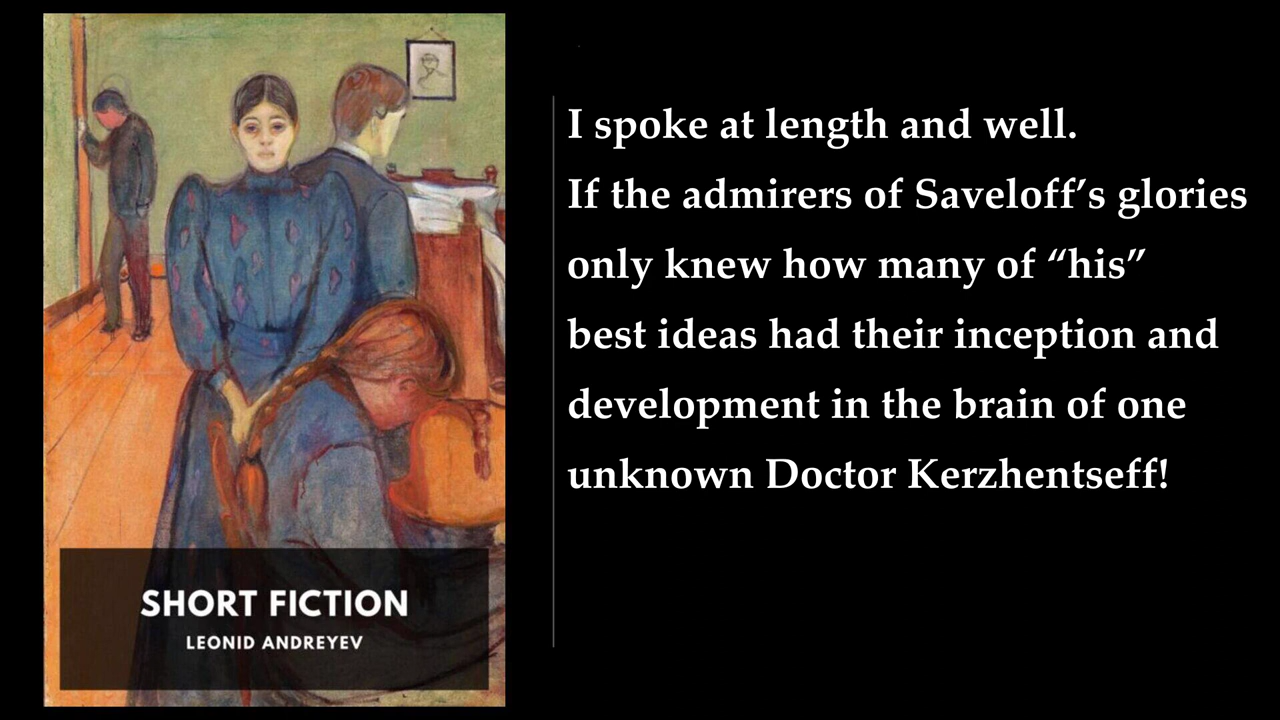 SHORT FICTION
LEONID ANDREYEV
I spoke at length and well.
If the admirers of Saveloff’s glories
only knew how many of “his”
best ideas had their inception and
development in the brain of one
unknown Doctor Kerzhentseff!